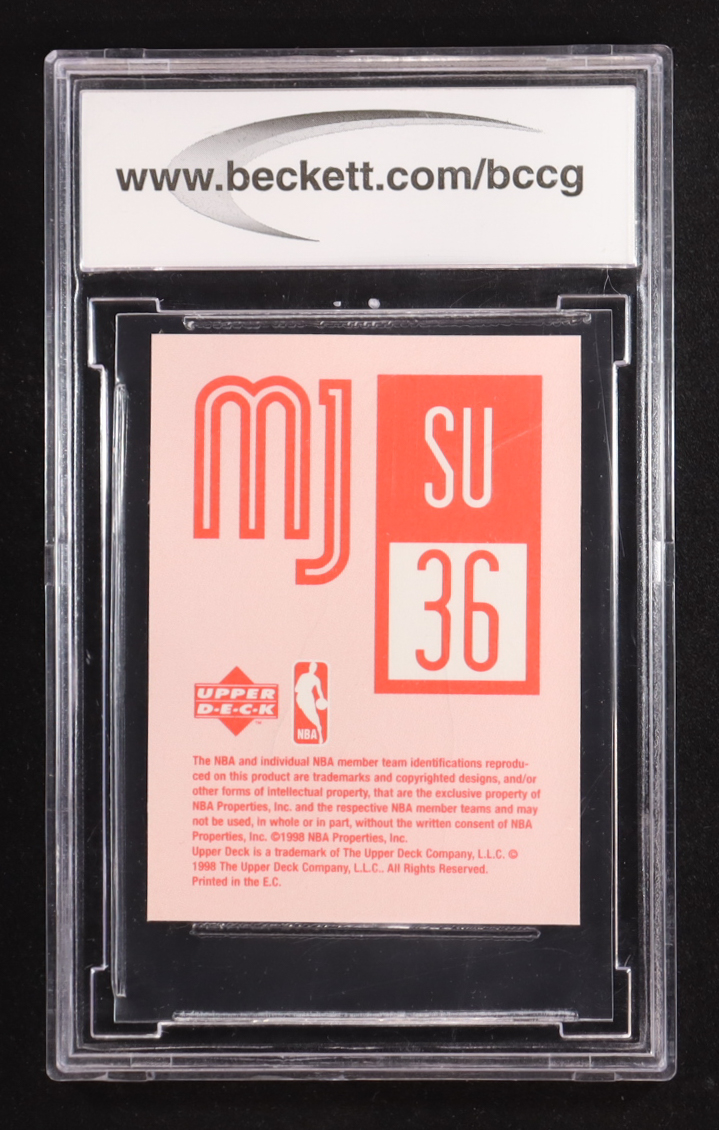 www.beckett.com/bccg
mj
SU
36
UPPER
D·E·C·K
™
NBA
The NBA and individual NBA member team identifications reprodu-
ced on this product are trademarks and copyrighted designs, and/or
other forms of intellectual property, that are the exclusive property of
NBA Properties, Inc. and the respective NBA member teams and may
not be used, in whole or in part, without the written consent of NBA
Properties, Inc. ©1998 NBA Properties, Inc.
Upper Deck is a trademark of The Upper Deck Company, L.L.C. ©
1998 The Upper Deck Company, L.L.C.. All Rights Reserved.
Printed in the E.C.